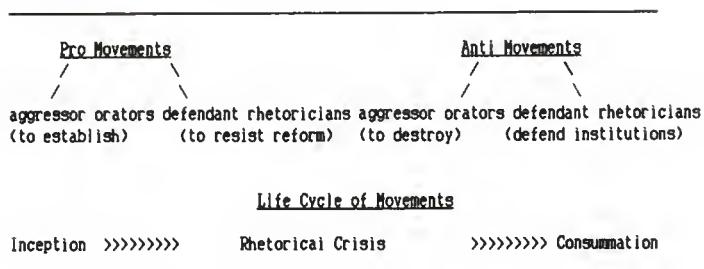 Pro Movements Anti Movements
/ \ / \
/ \ / \
aggressor orators defendant rhetoricians aggressor orators defendant rhetoricians
(to establish) (to resist reform) (to destroy) (defend institutions)
Life Cycle of Movements
Inception >>>>>>>>> Rhetorical Crisis >>>>>>>>> Consummation